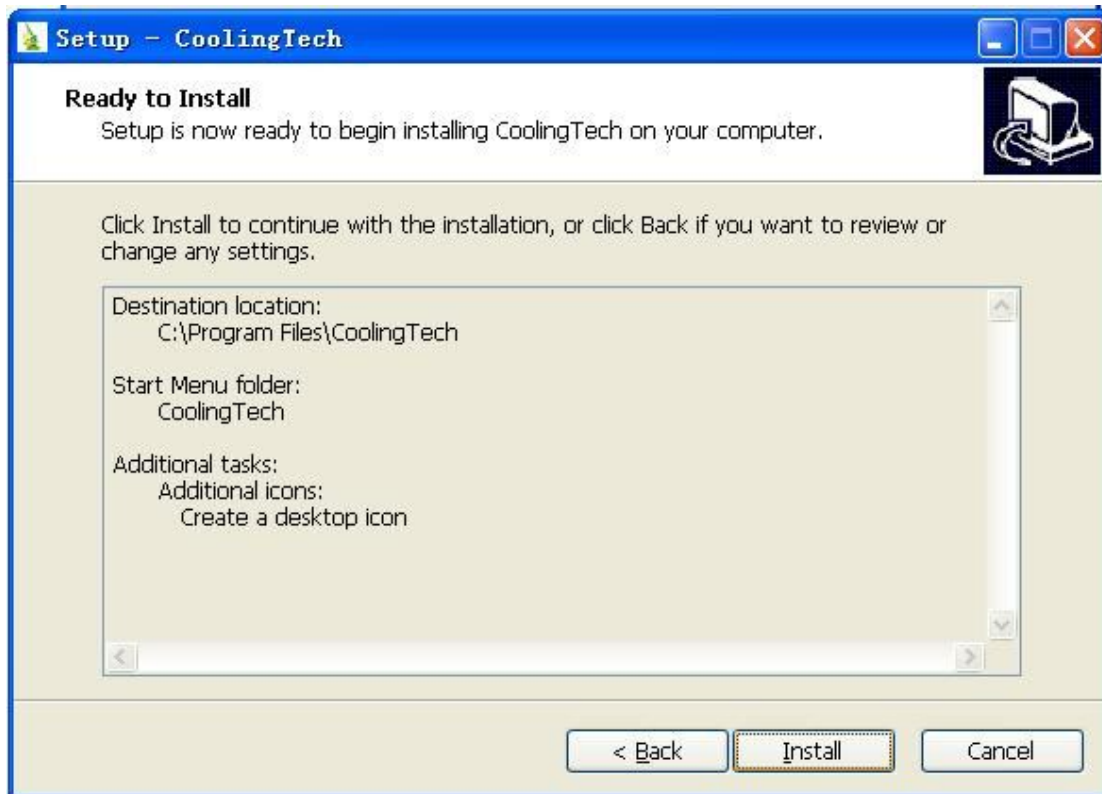 Setup - CoolingTech
Ready to Install
Setup is now ready to begin installing CoolingTech on your computer.
Click Install to continue with the installation, or click Back if you want to review or
change any settings.
Destination location:
C:\Program Files\CoolingTech
Start Menu folder:
CoolingTech
Additional tasks:
Additional icons:
Create a desktop icon
< Back
Install
Cancel